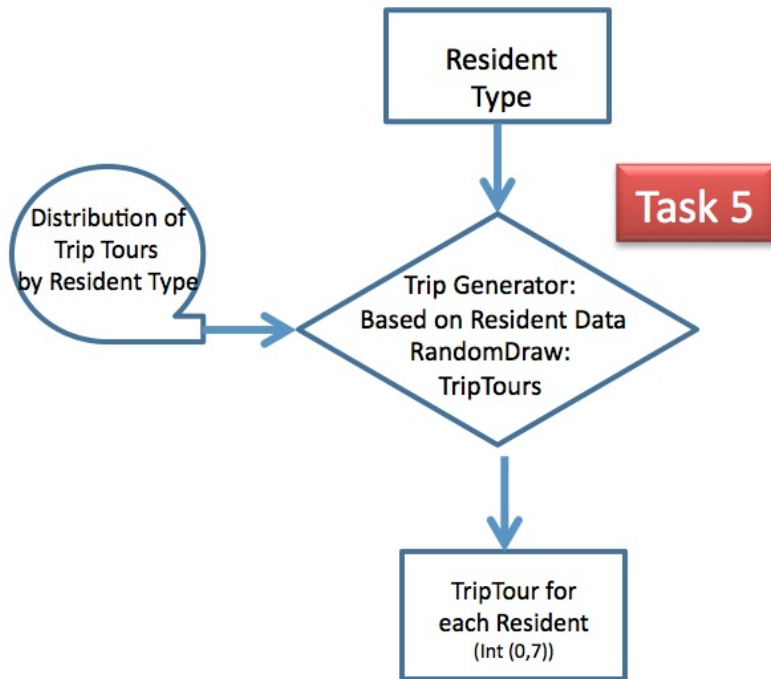 Resident
Type
Task 5
Distribution of
Trip Tours
by Resident Type
Trip Generator:
Based on Resident Data
RandomDraw:
TripTours
TripTour for
each Resident
(Int (0,7))